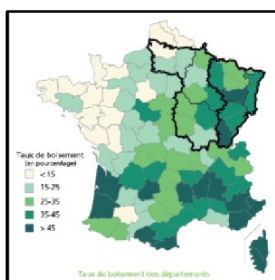 Taux de boisement
(en pourcentage)
< 15
15-25
25-35
35-45
> 45
Taux de boisement des départements